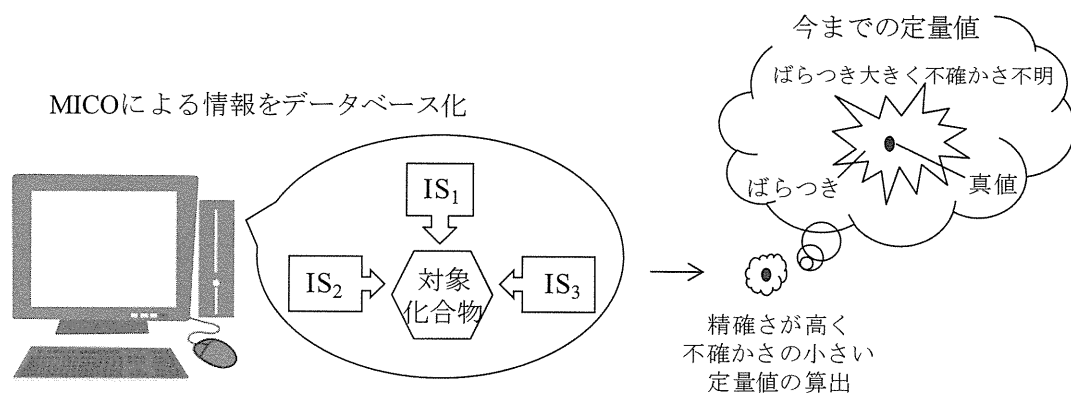 今までの定量値
ばらつき大きく不確かさ不明
MICOによる情報をデータベース化
ばらつき
真値
IS₁
IS₂
対象
化合物
IS₃
精確さが高く
不確かさの小さい
定量値の算出